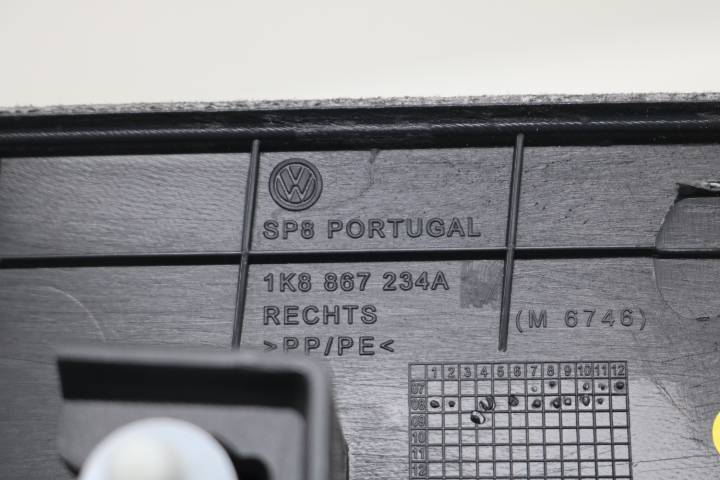 VW
SP8 PORTUGAL
1K8 867 234A
RECHTS
(M 6746)
>PP/PE<
1 2 3 4 5 6 7 8 9 10 11 12
07
08
09
10
11
12